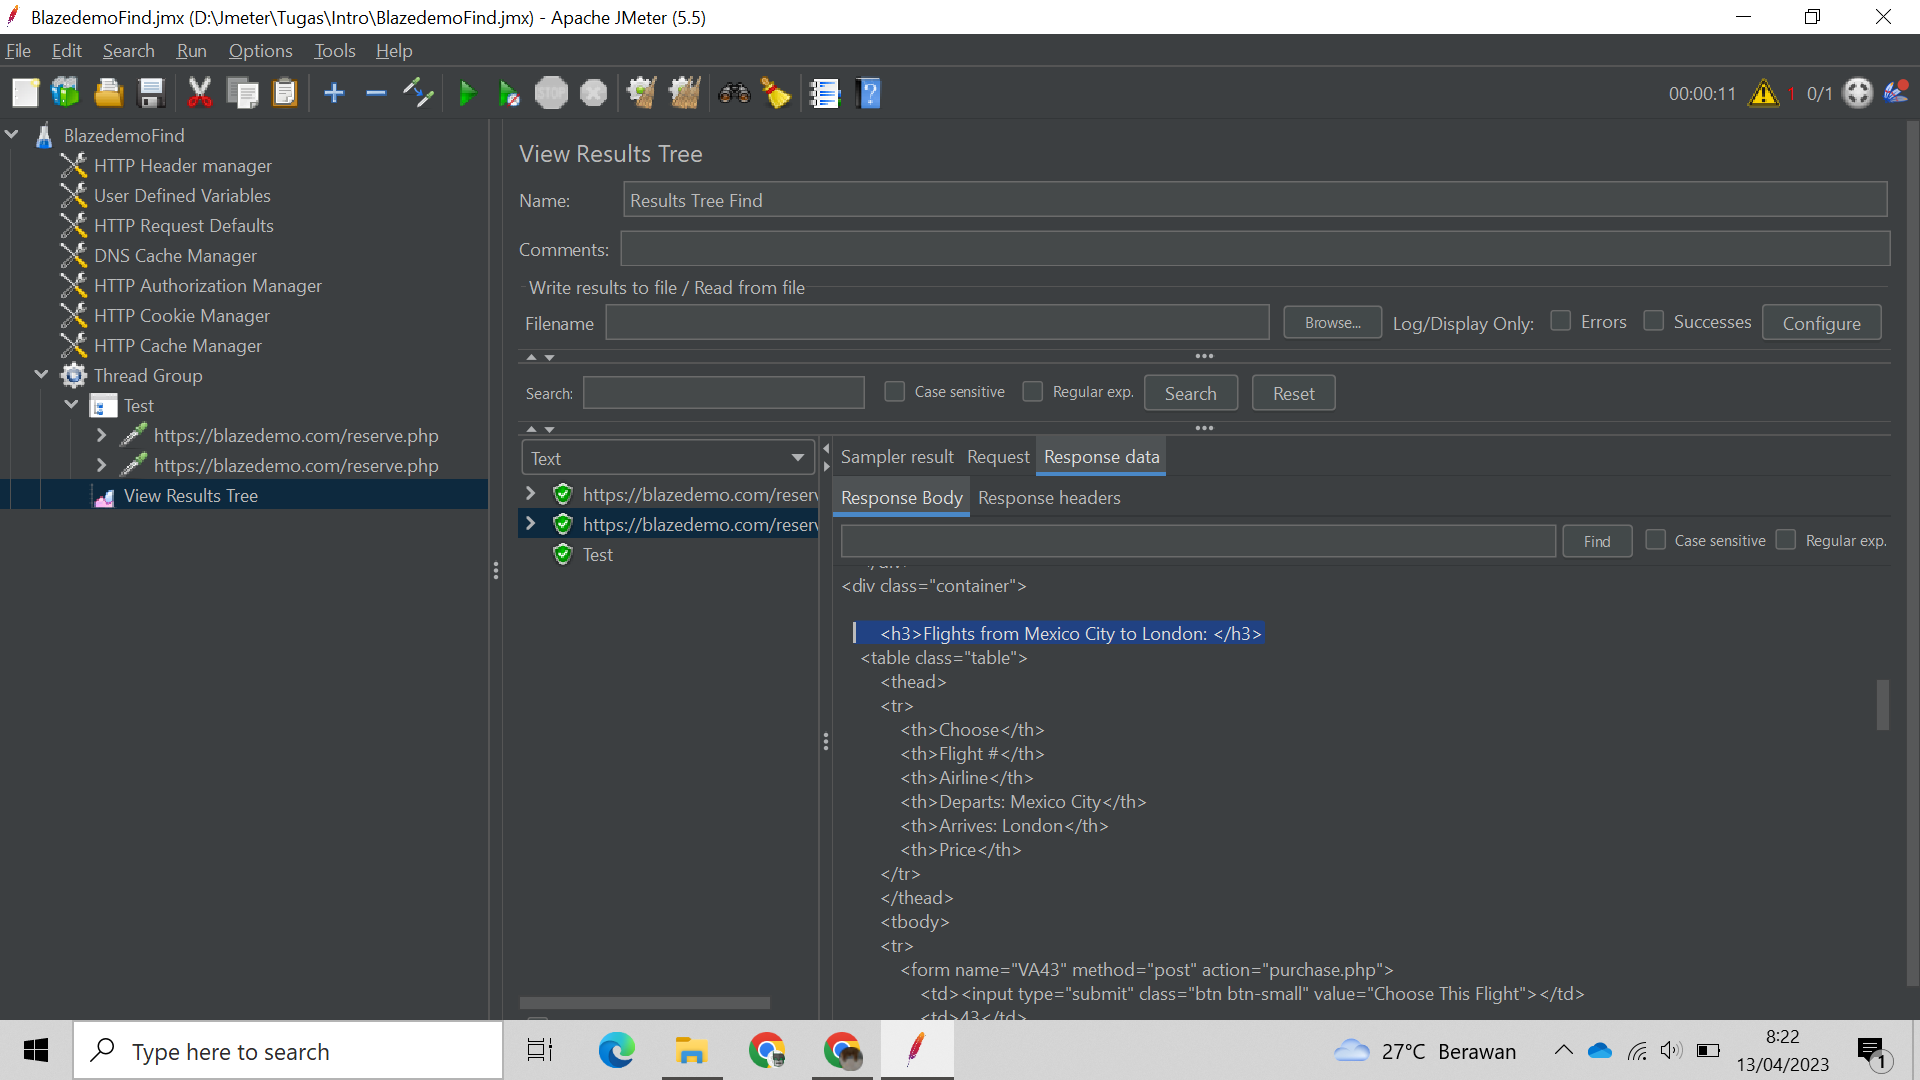 BlazedemoFind.jmx (D:\Jmeter\Tugas\Intro\BlazedemoFind.jmx) - Apache JMeter (5.5)
File Edit Search Run Options Tools Help
STOP
00:00:11 1 0/1
BlazedemoFind
HTTP Header manager
User Defined Variables
HTTP Request Defaults
DNS Cache Manager
HTTP Authorization Manager
HTTP Cookie Manager
HTTP Cache Manager
Thread Group
Test
https://blazedemo.com/reserve.php
https://blazedemo.com/reserve.php
View Results Tree
View Results Tree
Name: Results Tree Find
Comments:
Write results to file / Read from file
Filename Browse... Log/Display Only: Errors Successes Configure
Search: Case sensitive Regular exp. Search Reset
Text
https://blazedemo.com/reserv
https://blazedemo.com/reserv
Test
Sampler result Request Response data
Response Body Response headers
Find Case sensitive Regular exp.
<div class="container">
<h3>Flights from Mexico City to London: </h3>
<table class="table">
<thead>
<tr>
<th>Choose</th>
<th>Flight #</th>
<th>Airline</th>
<th>Departs: Mexico City</th>
<th>Arrives: London</th>
<th>Price</th>
</tr>
</thead>
<tbody>
<tr>
<form name="VA43" method="post" action="purchase.php">
<td><input type="submit" class="btn btn-small" value="Choose This Flight"></td>
<td>43</td>
Type here to search
27°C Berawan
8:22
13/04/2023
1